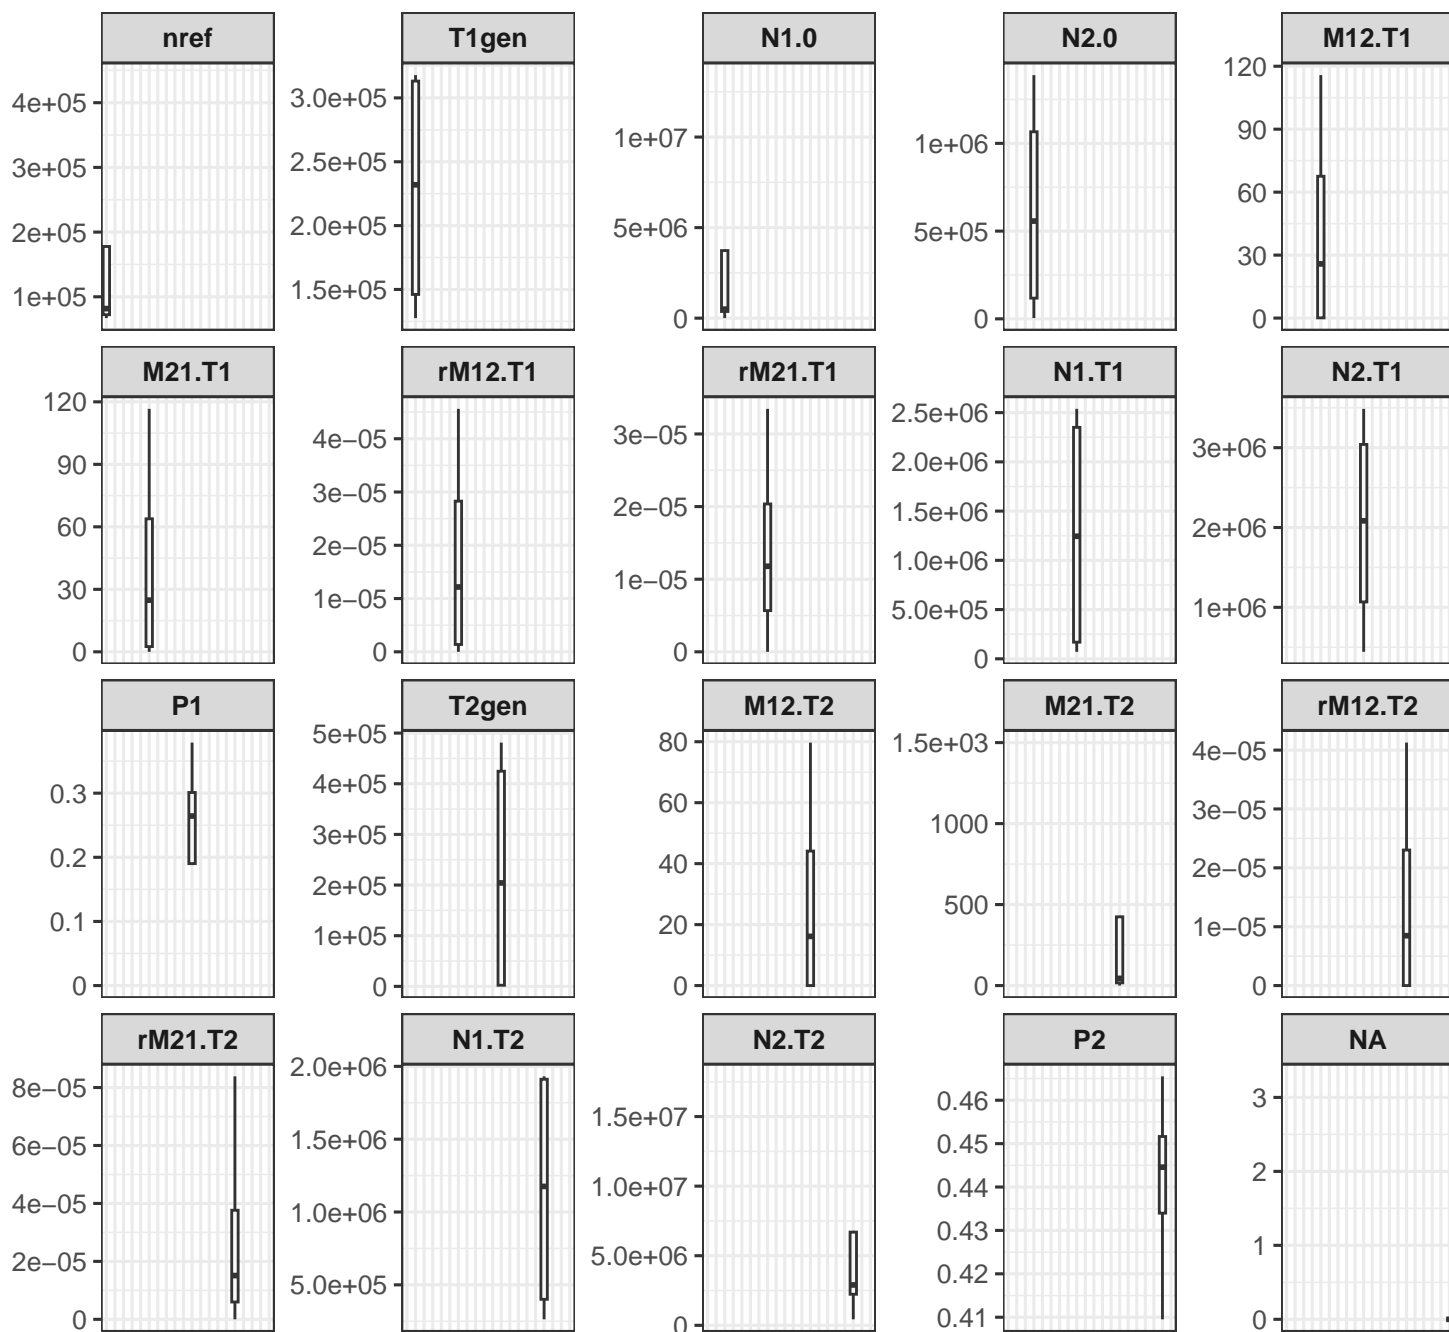 nref T1gen N1.0 N2.0 M12.T1
4e+05 3e+05 2e+05 1e+05
3.0e+05 2.5e+05 2.0e+05 1.5e+05
1e+07 5e+06 0
1e+06 5e+05 0
120 90 60 30 0
M21.T1 rM12.T1 rM21.T1 N1.T1 N2.T1
120 90 60 30 0
4e−05 3e−05 2e−05 1e−05 0
3e−05 2e−05 1e−05 0
2.5e+06 2.0e+06 1.5e+06 1.0e+06 5.0e+05 0
3e+06 2e+06 1e+06
P1 T2gen M12.T2 M21.T2 rM12.T2
0.3 0.2 0.1 0
5e+05 4e+05 3e+05 2e+05 1e+05 0
80 60 40 20 0
1.5e+03 1000 500 0
4e−05 3e−05 2e−05 1e−05 0
rM21.T2 N1.T2 N2.T2 P2 NA
8e−05 6e−05 4e−05 2e−05 0
2.0e+06 1.5e+06 1.0e+06 5.0e+05
1.5e+07 1.0e+07 5.0e+06 0
0.46 0.45 0.44 0.43 0.42 0.41
3 2 1 0